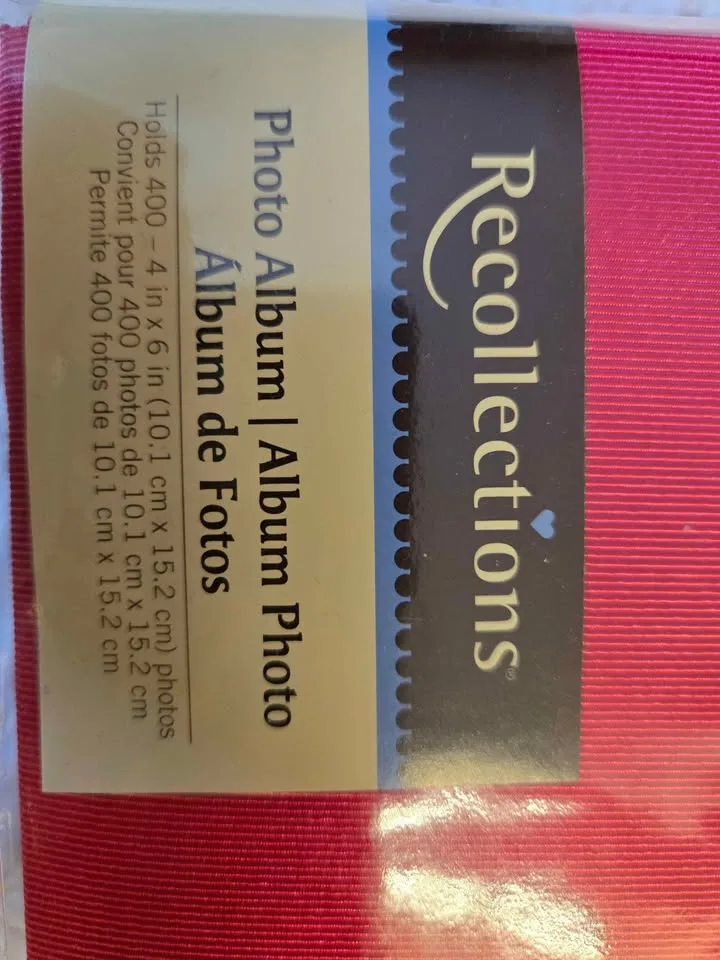 Recollections®
Photo Album | Album Photo
Álbum de Fotos
Holds 400 – 4 in x 6 in (10.1 cm x 15.2 cm) photos
Convient pour 400 photos de 10.1 cm x 15.2 cm
Permite 400 fotos de 10.1 cm x 15.2 cm